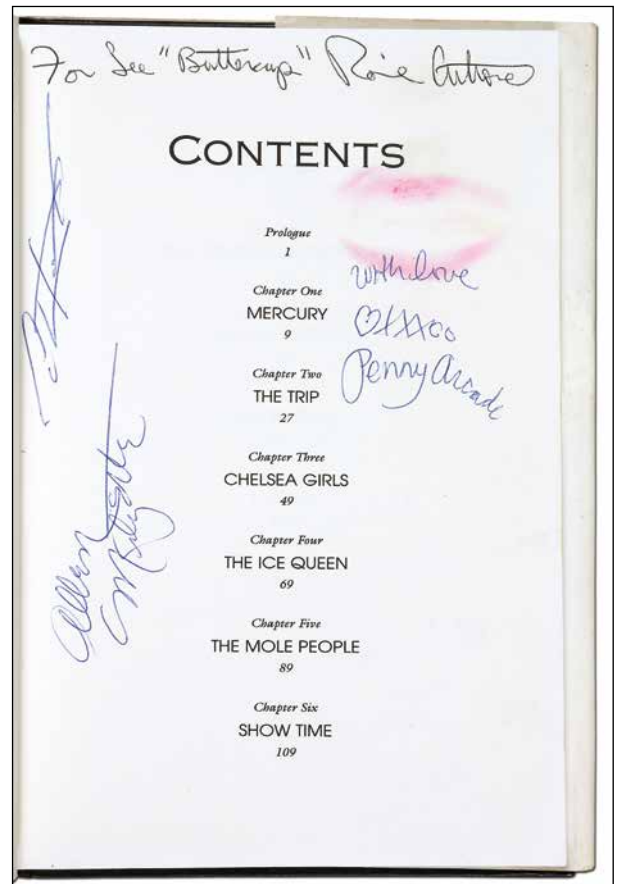 For "Buttercup"
CONTENTS
Prologue
1
Chapter One
MERCURY
9
with love
Penny Arcade
Chapter Two
THE TRIP
27
Chapter Three
CHELSEA GIRLS
49
Chapter Four
THE ICE QUEEN
69
Chapter Five
THE MOLE PEOPLE
89
Chapter Six
SHOW TIME
109
Allen Midgette